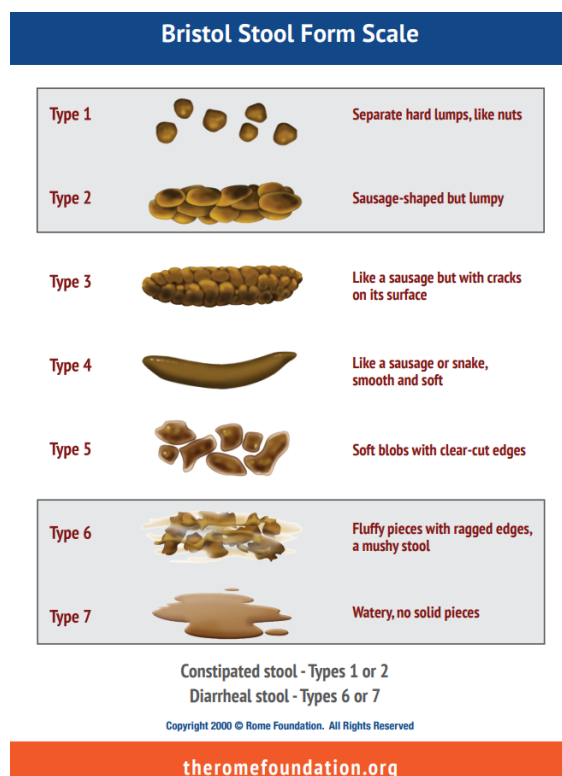 Bristol Stool Form Scale
Type 1
Separate hard lumps, like nuts
Type 2
Sausage-shaped but lumpy
Type 3
Like a sausage but with cracks
on its surface
Type 4
Like a sausage or snake,
smooth and soft
Type 5
Soft blobs with clear-cut edges
Type 6
Fluffy pieces with ragged edges,
a mushy stool
Type 7
Watery, no solid pieces
Constipated stool - Types 1 or 2
Diarrheal stool - Types 6 or 7
Copyright 2000 © Rome Foundation. All Rights Reserved
theromefoundation.org